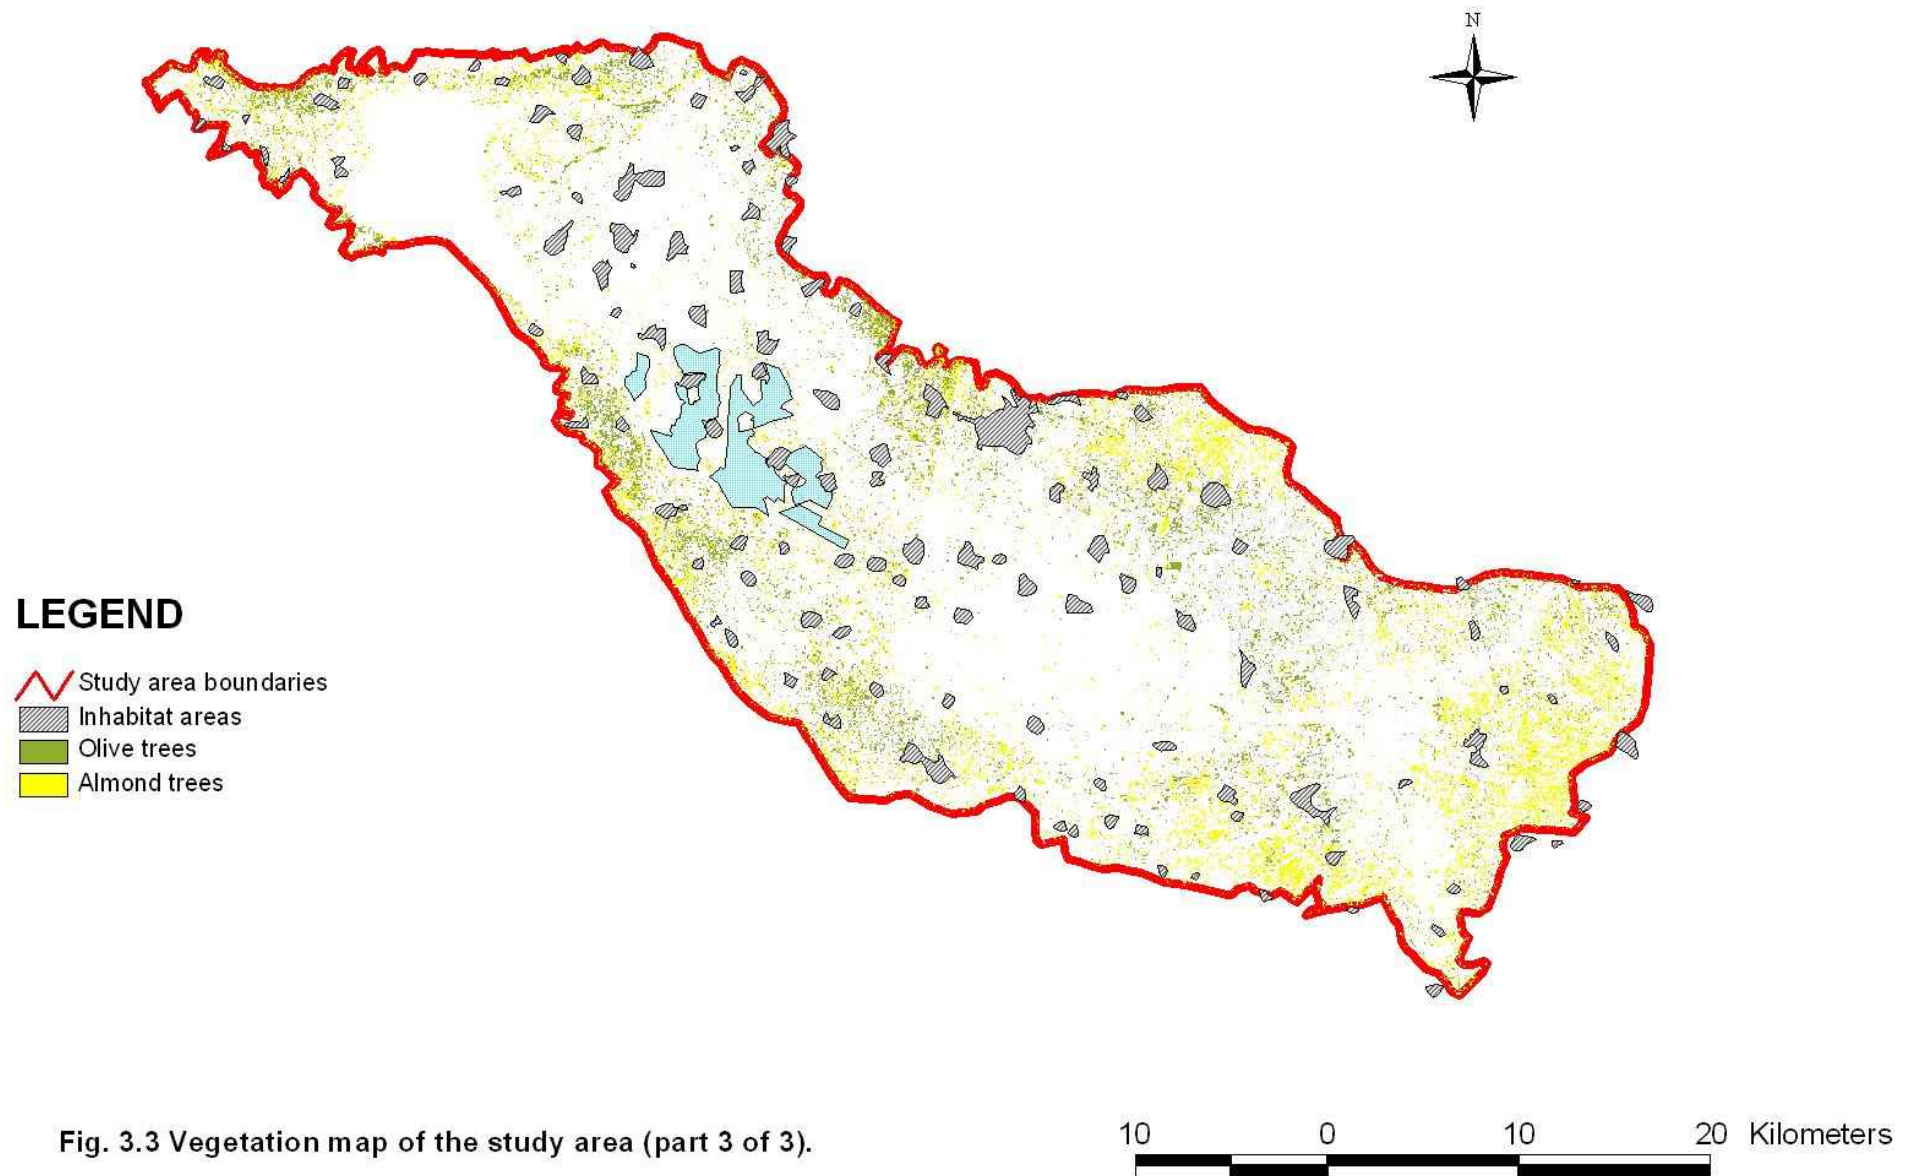 N
LEGEND
Study area boundaries
Inhabitat areas
Olive trees
Almond trees
Fig. 3.3 Vegetation map of the study area (part 3 of 3).
10 0 10 20 Kilometers